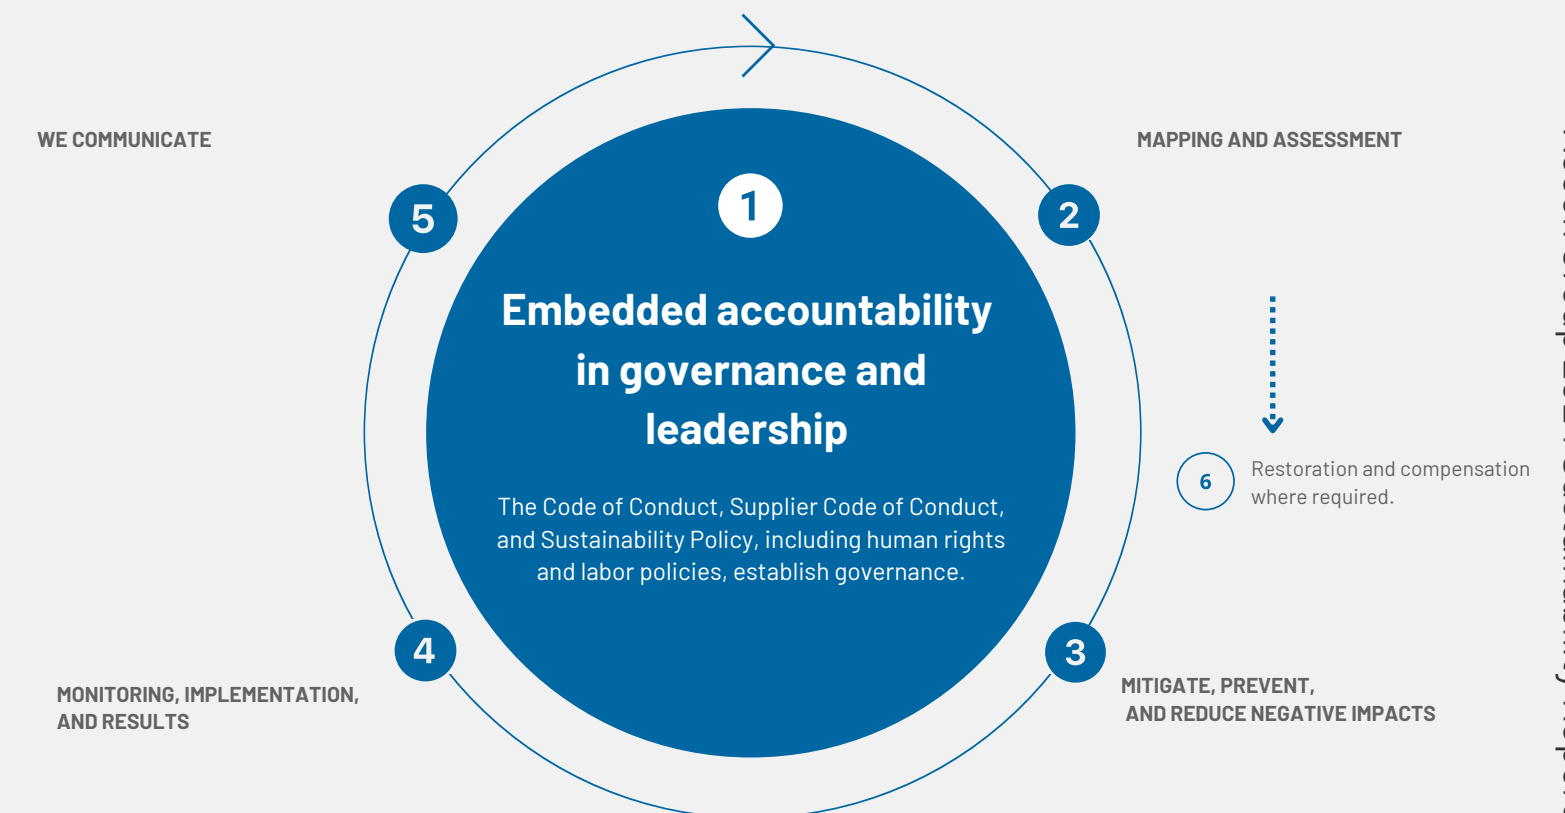 WE COMMUNICATE
MAPPING AND ASSESSMENT
5
1
2
Embedded accountability
in governance and
leadership
The Code of Conduct, Supplier Code of Conduct,
and Sustainability Policy, including human rights
and labor policies, establish governance.
6
Restoration and compensation
where required.
4
3
MONITORING, IMPLEMENTATION,
AND RESULTS
MITIGATE, PREVENT,
AND REDUCE NEGATIVE IMPACTS